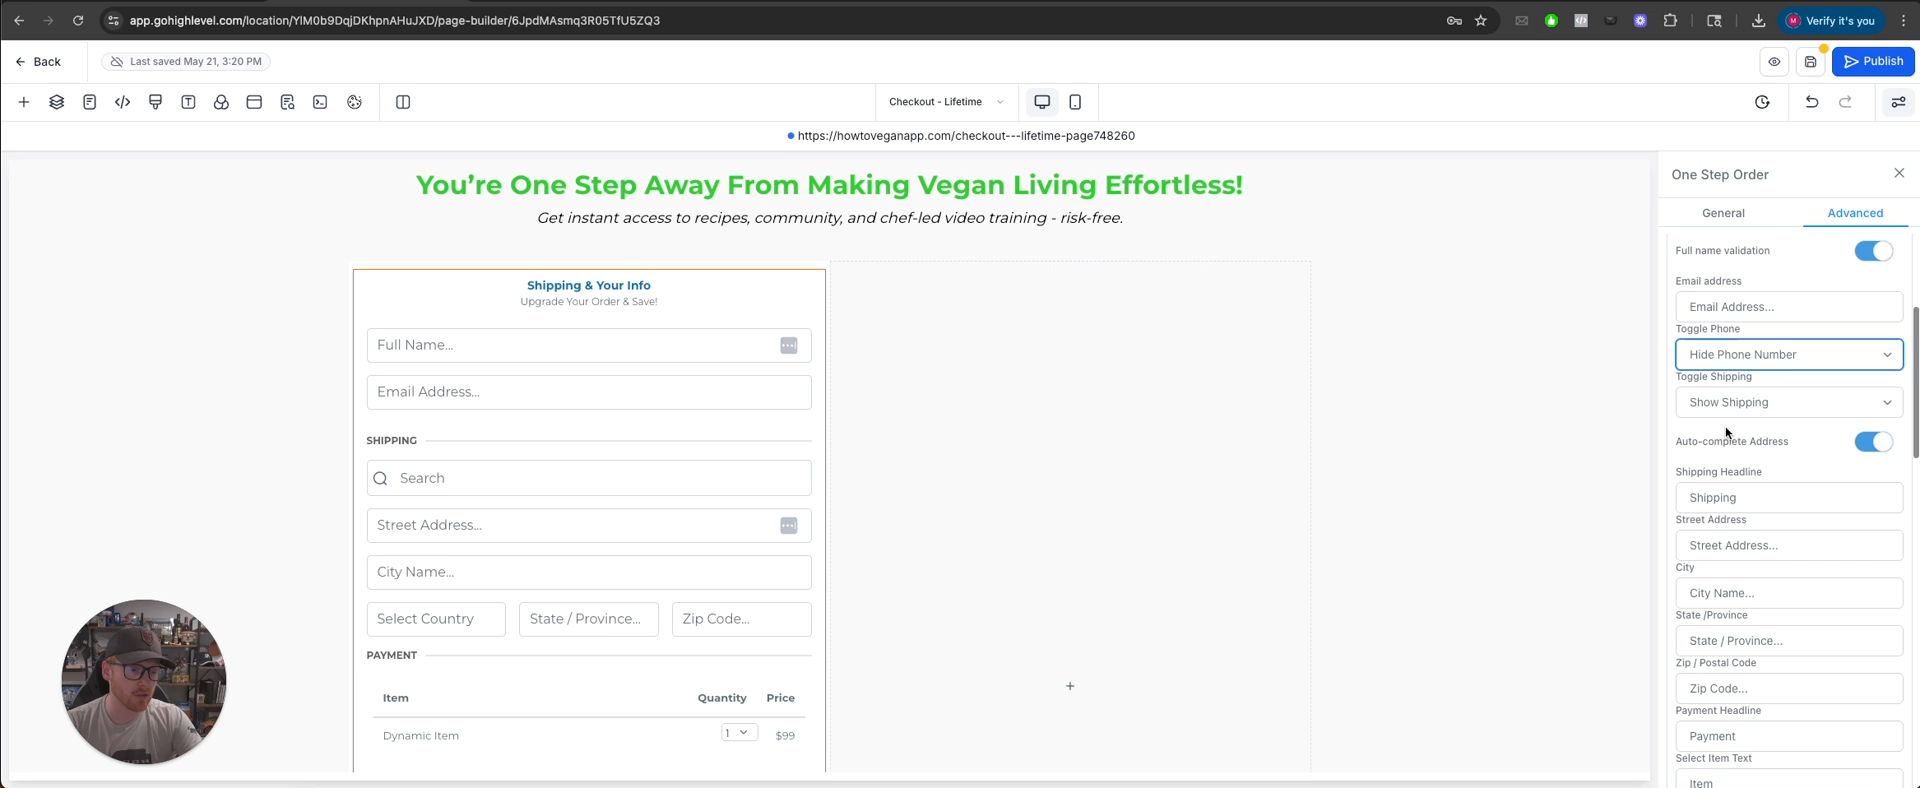 app.gohighlevel.com/location/YlM0b9DqjDKhpnAHuJXD/page-builder/6JpdMAsmq3R05TfU5ZQ3
M
Verify it's you
Back
Last saved May 21, 3:20 PM
Publish
Checkout - Lifetime
https://howtoveganapp.com/checkout---lifetime-page748260
You're One Step Away From Making Vegan Living Effortless!
Get instant access to recipes, community, and chef-led video training - risk-free.
Shipping & Your Info
Upgrade Your Order & Save!
Full Name...
Email Address...
SHIPPING
Search
Street Address...
City Name...
Select Country
State / Province...
Zip Code...
PAYMENT
Item Quantity Price
Dynamic Item 1 $99
One Step Order
General Advanced
Full name validation
Email address
Email Address...
Toggle Phone
Hide Phone Number
Toggle Shipping
Show Shipping
Auto-complete Address
Shipping Headline
Shipping
Street Address
Street Address...
City
City Name...
State /Province
State / Province...
Zip / Postal Code
Zip Code...
Payment Headline
Payment
Select Item Text
Item